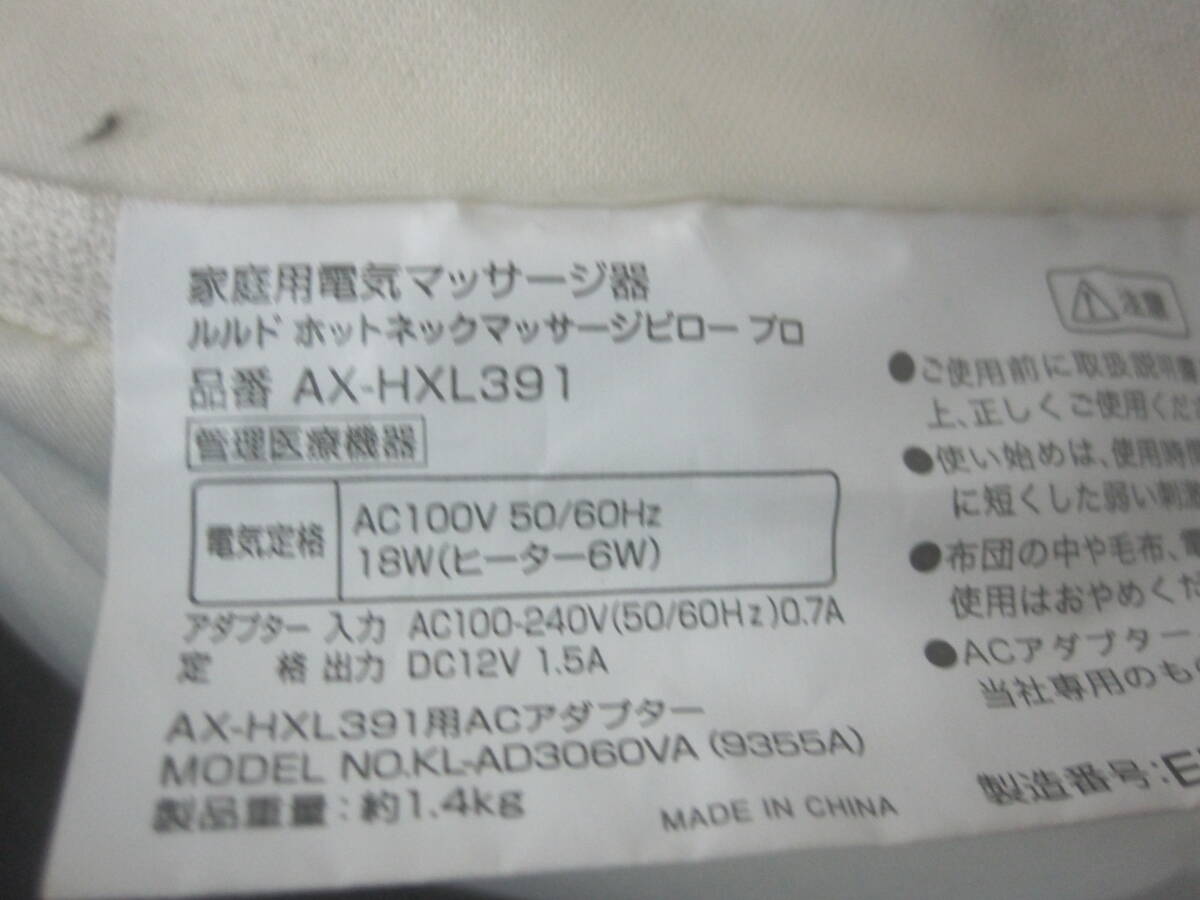 家庭用電気マッサージ器
ルルド ホットネックマッサージピロー プロ
品番 AX-HXL391
管理医療機器
電気定格
AC100V 50/60Hz
18W(ヒーター6W)
アダプター 入力 AC100-240V(50/60Hz)0.7A
定 格 出力 DC12V 1.5A
AX-HXL391用ACアダプター
MODEL NO.KL-AD3060VA (9355A)
製品重量:約1.4kg
MADE IN CHINA
注意
●ご使用前に取扱説明書
上、正しくご使用くだ
●使い始めは、使用時間
に短くした弱い刺激
●布団の中や毛布、電
使用はおやめくだ
●ACアダプター
当社専用のも
製造番号:E